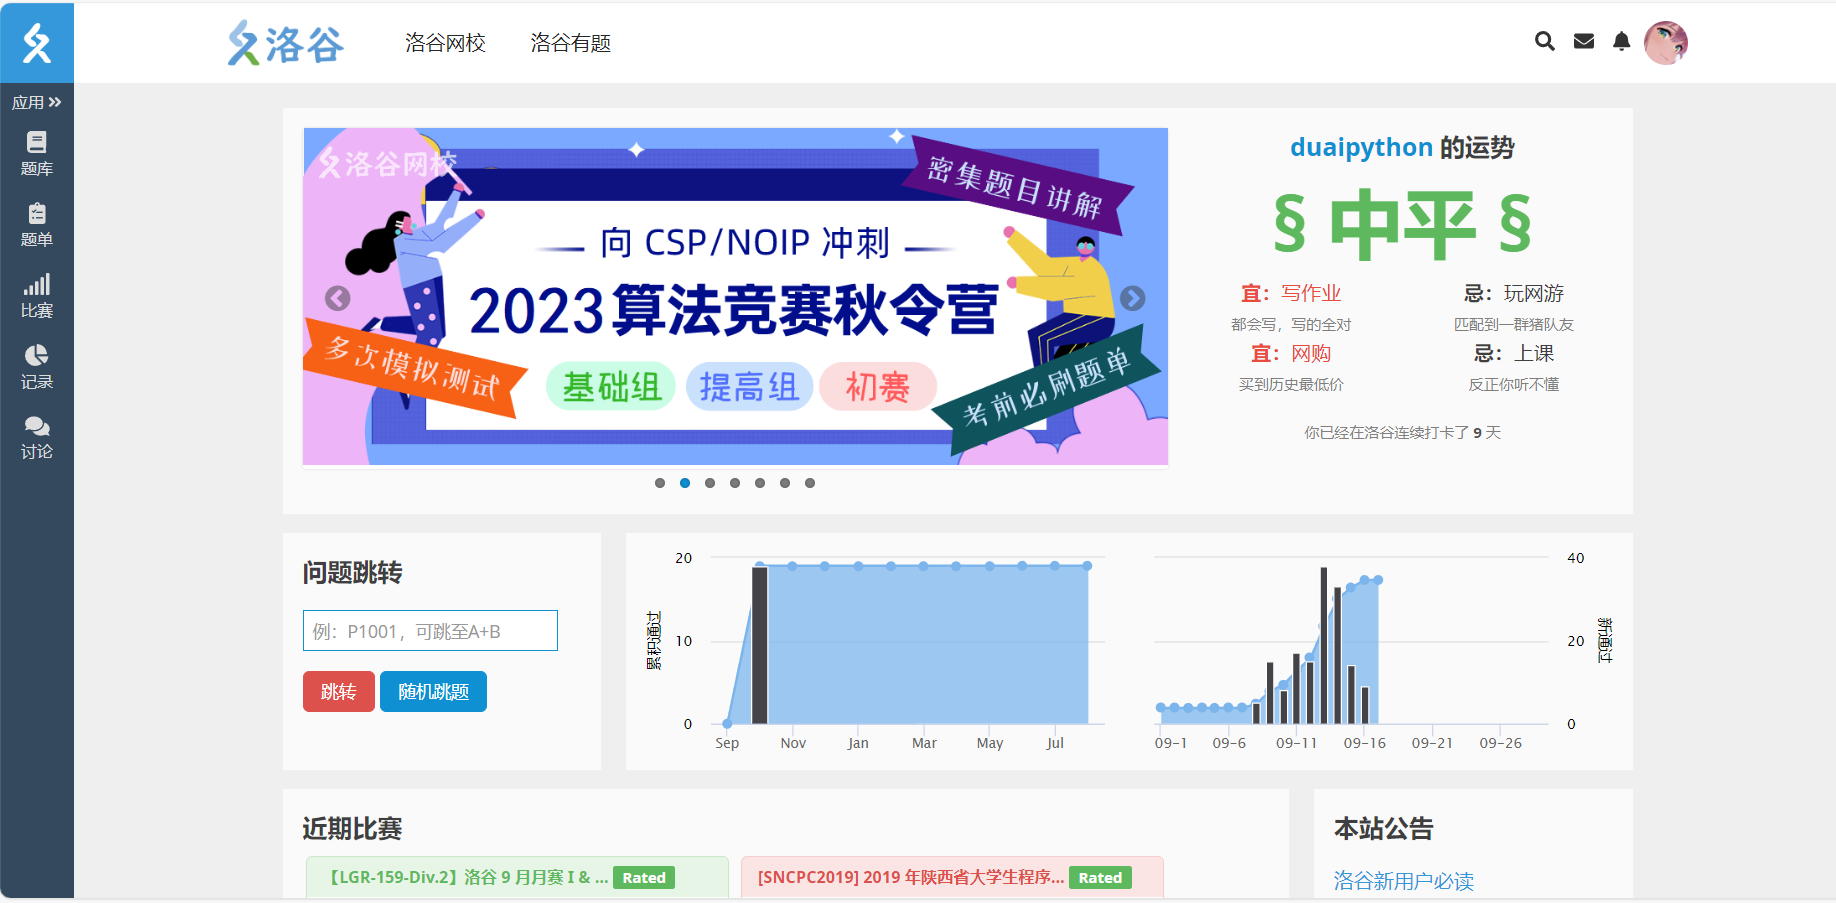 洛谷
洛谷网校
洛谷有题
应用
题库
题单
比赛
记录
讨论
洛谷网校
密集题目讲解
向 CSP/NOIP 冲刺
2023算法竞赛秋令营
多次模拟测试
基础组
提高组
初赛
考前必刷题单
duaipython 的运势
§ 中平 §
宜：写作业
忌：玩网游
都会写，写的全对
匹配到一群猪队友
宜：网购
忌：上课
买到历史最低价
反正你听不懂
你已经在洛谷连续打卡了 9 天
问题跳转
例：P1001，可跳至A+B
跳转
随机跳题
20
10
0
累积通过
Sep
Nov
Jan
Mar
May
Jul
40
20
0
新通过
09-1
09-6
09-11
09-16
09-21
09-26
近期比赛
【LGR-159-Div.2】洛谷 9 月月赛 I & ...
Rated
[SNCPC2019] 2019 年陕西省大学生程序...
Rated
本站公告
洛谷新用户必读